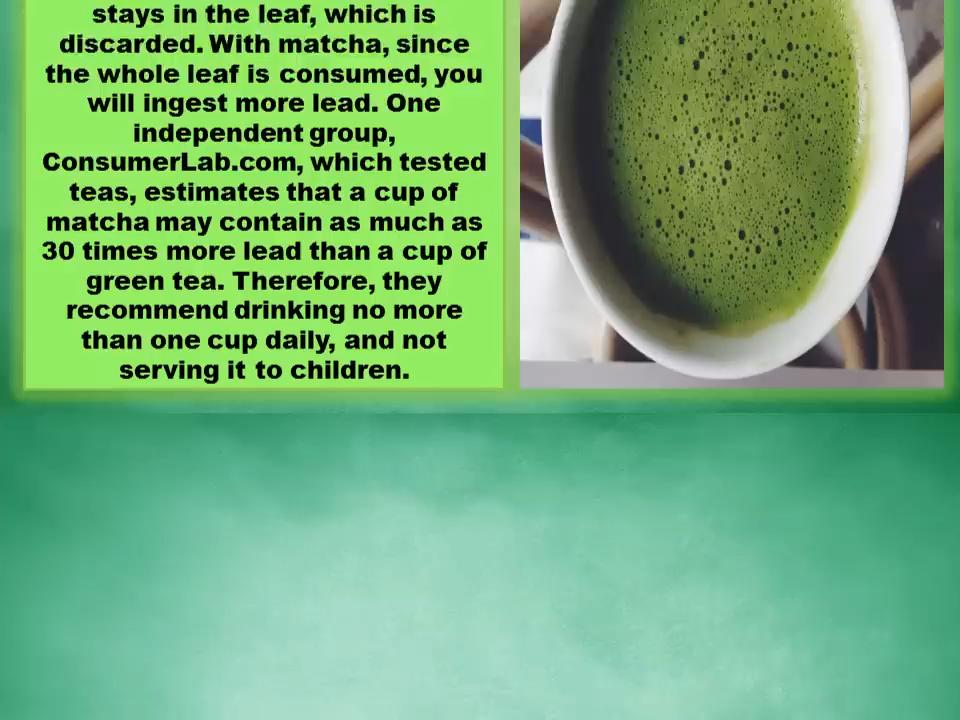 stays in the leaf, which is
discarded. With matcha, since
the whole leaf is consumed, you
will ingest more lead. One
independent group,
ConsumerLab.com, which tested
teas, estimates that a cup of
matcha may contain as much as
30 times more lead than a cup of
green tea. Therefore, they
recommend drinking no more
than one cup daily, and not
serving it to children.